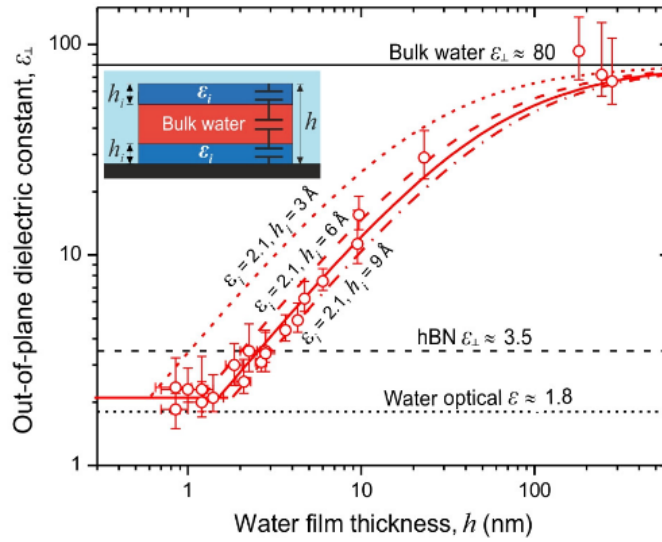 Out-of-plane dielectric constant, ε⊥
100
10
1
Bulk water ε⊥ ≈ 80
hᵢ
εᵢ
Bulk water
h
hᵢ
εᵢ
εᵢ = 2.1, hᵢ = 3 Å
εᵢ = 2.1, hᵢ = 6 Å
εᵢ = 2.1, hᵢ = 9 Å
hBN ε⊥ ≈ 3.5
Water optical ε ≈ 1.8
1
10
100
Water film thickness, h (nm)